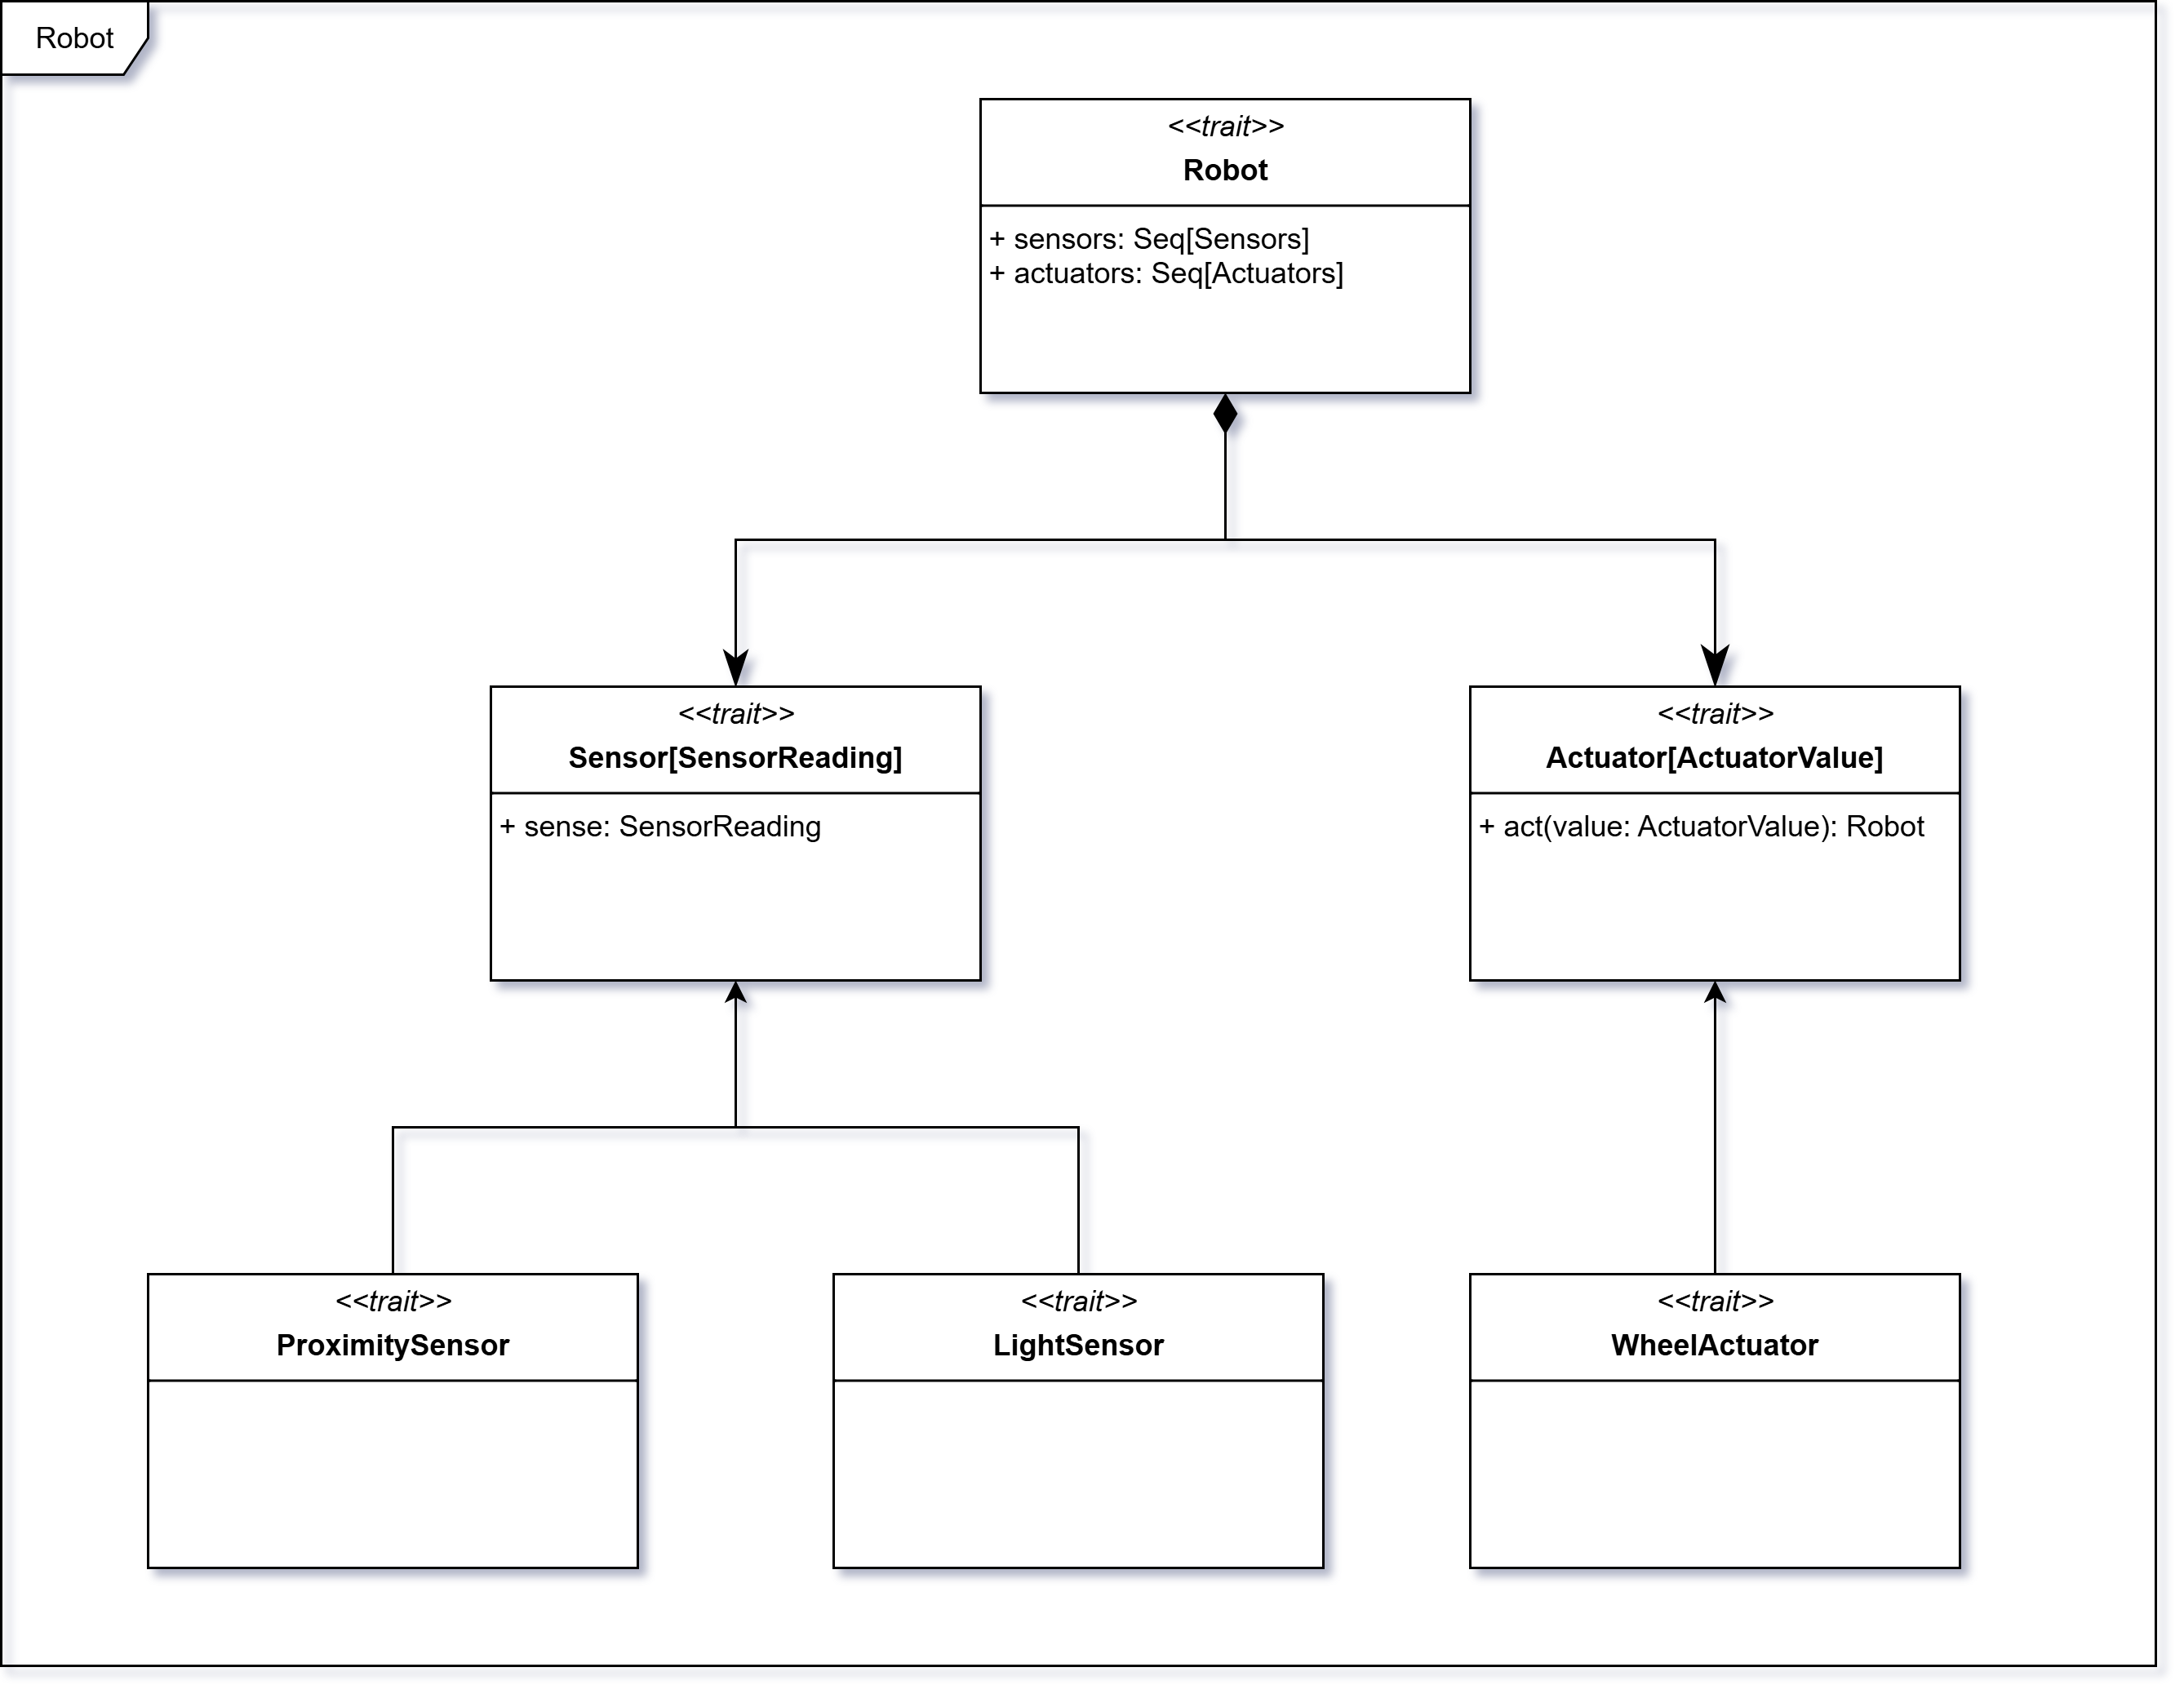 Robot
<<trait>>
Robot
+ sensors: Seq[Sensors]
+ actuators: Seq[Actuators]
<<trait>>
Sensor[SensorReading]
+ sense: SensorReading
<<trait>>
Actuator[ActuatorValue]
+ act(value: ActuatorValue): Robot
<<trait>>
ProximitySensor
<<trait>>
LightSensor
<<trait>>
WheelActuator